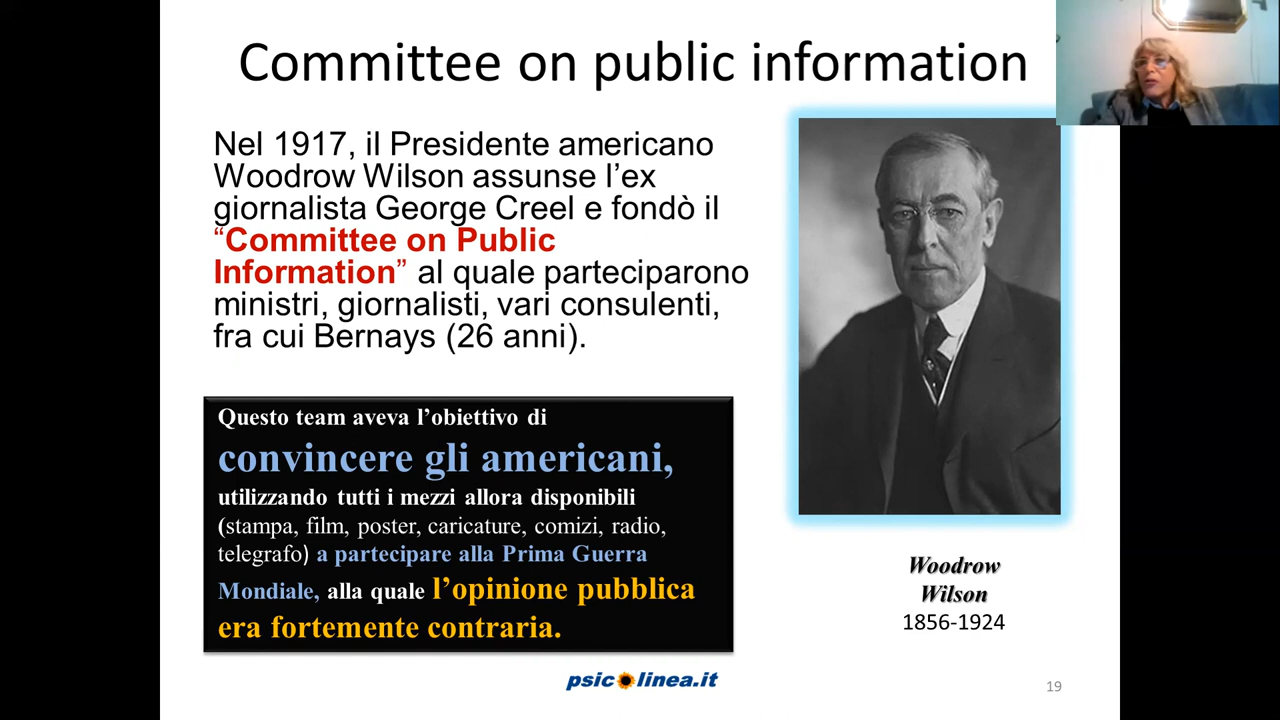 Committee on public information
Nel 1917, il Presidente americano
Woodrow Wilson assunse l’ex
giornalista George Creel e fondò il
“Committee on Public
Information” al quale parteciparono
ministri, giornalisti, vari consulenti,
fra cui Bernays (26 anni).
Questo team aveva l’obiettivo di
convincere gli americani,
utilizzando tutti i mezzi allora disponibili
(stampa, film, poster, caricature, comizi, radio,
telegrafo) a partecipare alla Prima Guerra
Mondiale, alla quale l’opinione pubblica
era fortemente contraria.
Woodrow
Wilson
1856-1924
psicolinea.it
19